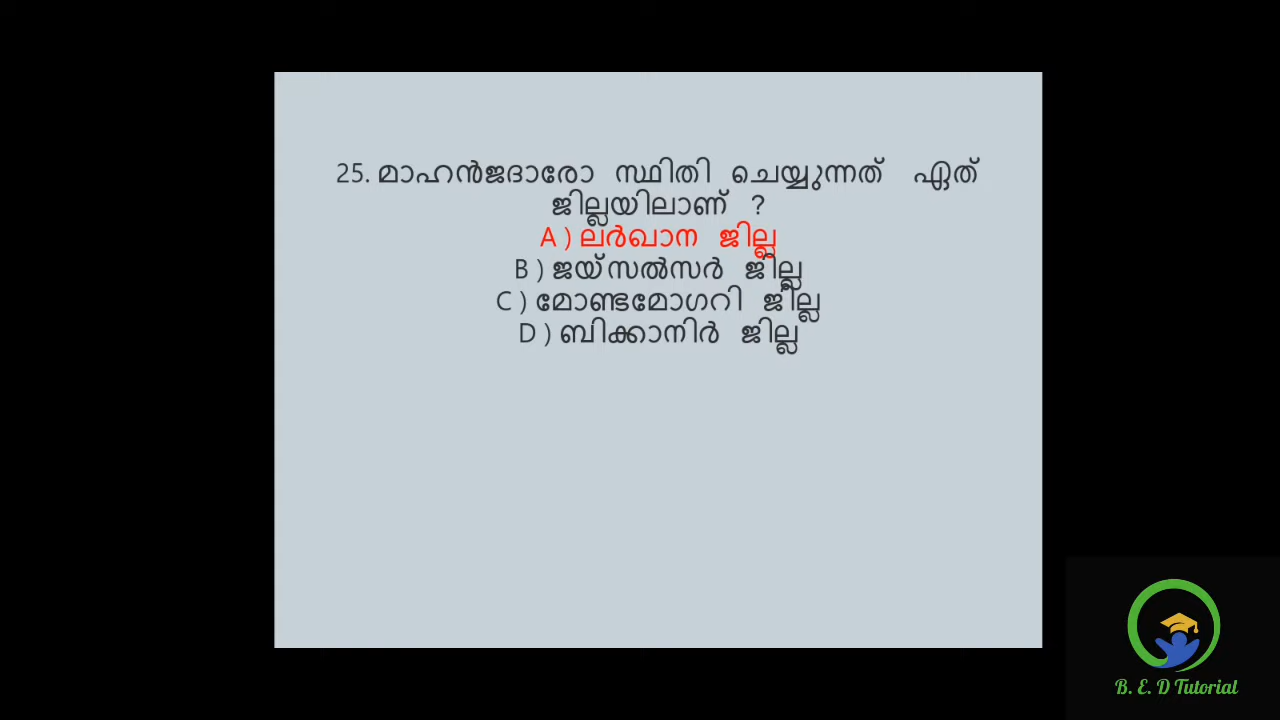 25. മാഹൻജദാരോ സ്ഥിതി ചെയ്യുന്നത് ഏത്
ജില്ലയിലാണ് ?
A ) ലർഖാന ജില്ല
B ) ജയ്സൽസർ ജില്ല
C ) മോണ്ടമോഗറി ജില്ല
D ) ബിക്കാനിർ ജില്ല
B. E. D Tutorial